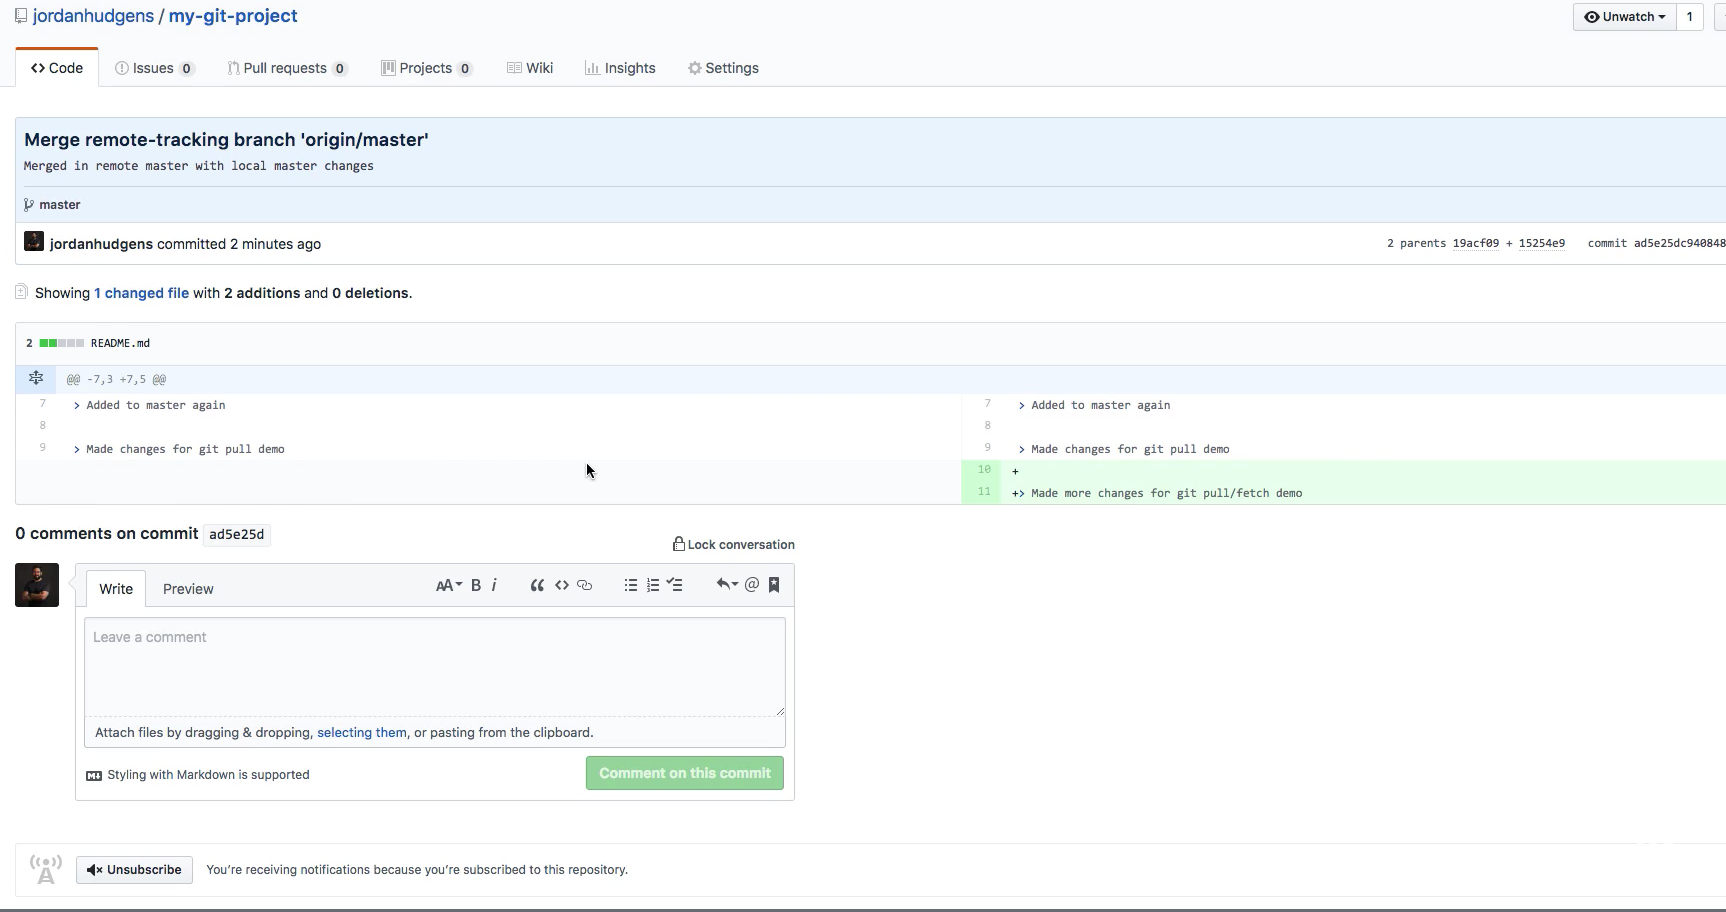 jordanhudgens / my-git-project
Unwatch 1
Code Issues 0 Pull requests 0 Projects 0 Wiki Insights Settings
Merge remote-tracking branch 'origin/master'
Merged in remote master with local master changes
master
jordanhudgens committed 2 minutes ago
2 parents 19acf09 + 15254e9 commit ad5e25dc940848
Showing 1 changed file with 2 additions and 0 deletions.
2 README.md
@@ -7,3 +7,5 @@
7 > Added to master again 7 > Added to master again
8 8
9 > Made changes for git pull demo 9 > Made changes for git pull demo
10 +
11 +> Made more changes for git pull/fetch demo
0 comments on commit ad5e25d
Lock conversation
Write Preview AA B i “ <> @
Leave a comment
Attach files by dragging & dropping, selecting them, or pasting from the clipboard.
Styling with Markdown is supported
Comment on this commit
Unsubscribe You’re receiving notifications because you’re subscribed to this repository.